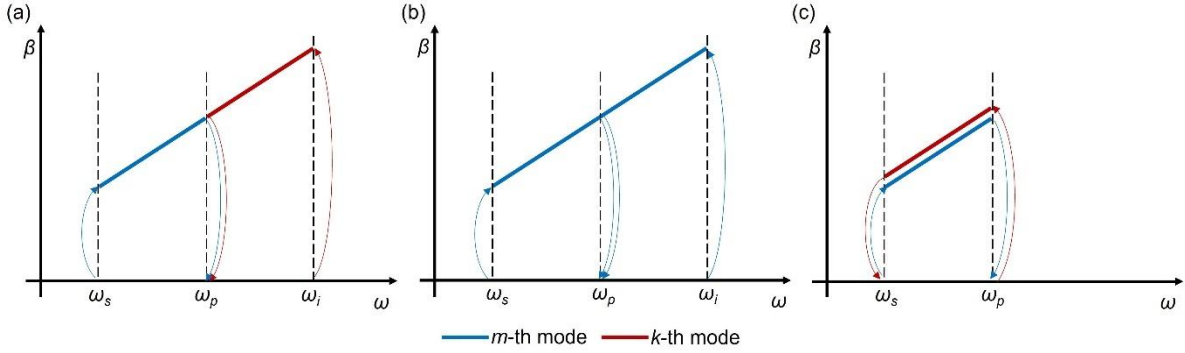 (a) (b) (c)
β β β
ω_s ω_p ω_i ω ω_s ω_p ω_i ω ω_s ω_p ω
m-th mode k-th mode